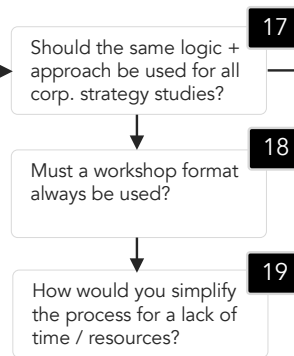 17
Should the same logic +
approach be used for all
corp. strategy studies?
18
Must a workshop format
always be used?
19
How would you simplify
the process for a lack of
time / resources?